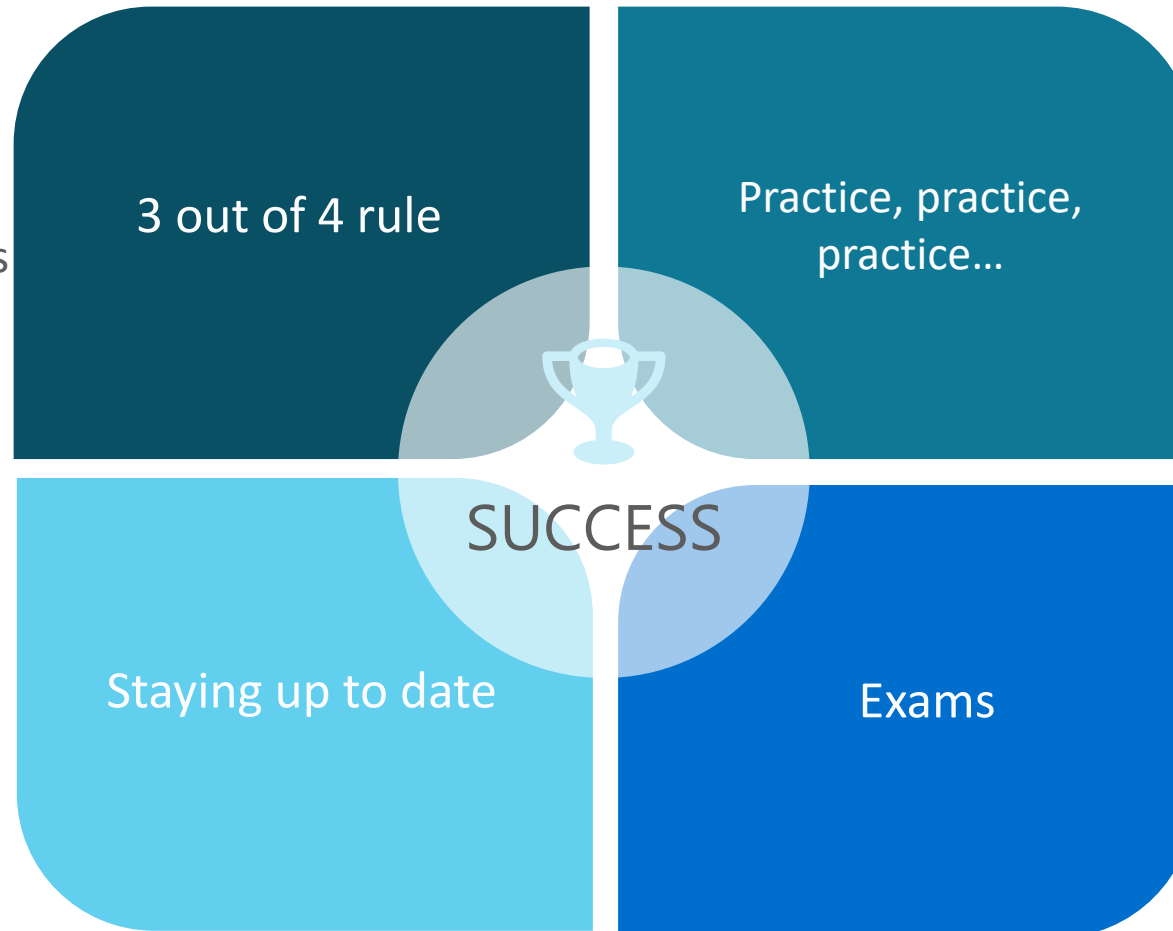 3 out of 4 rule
Practice, practice,
practice…
s
SUCCESS
Staying up to date
Exams